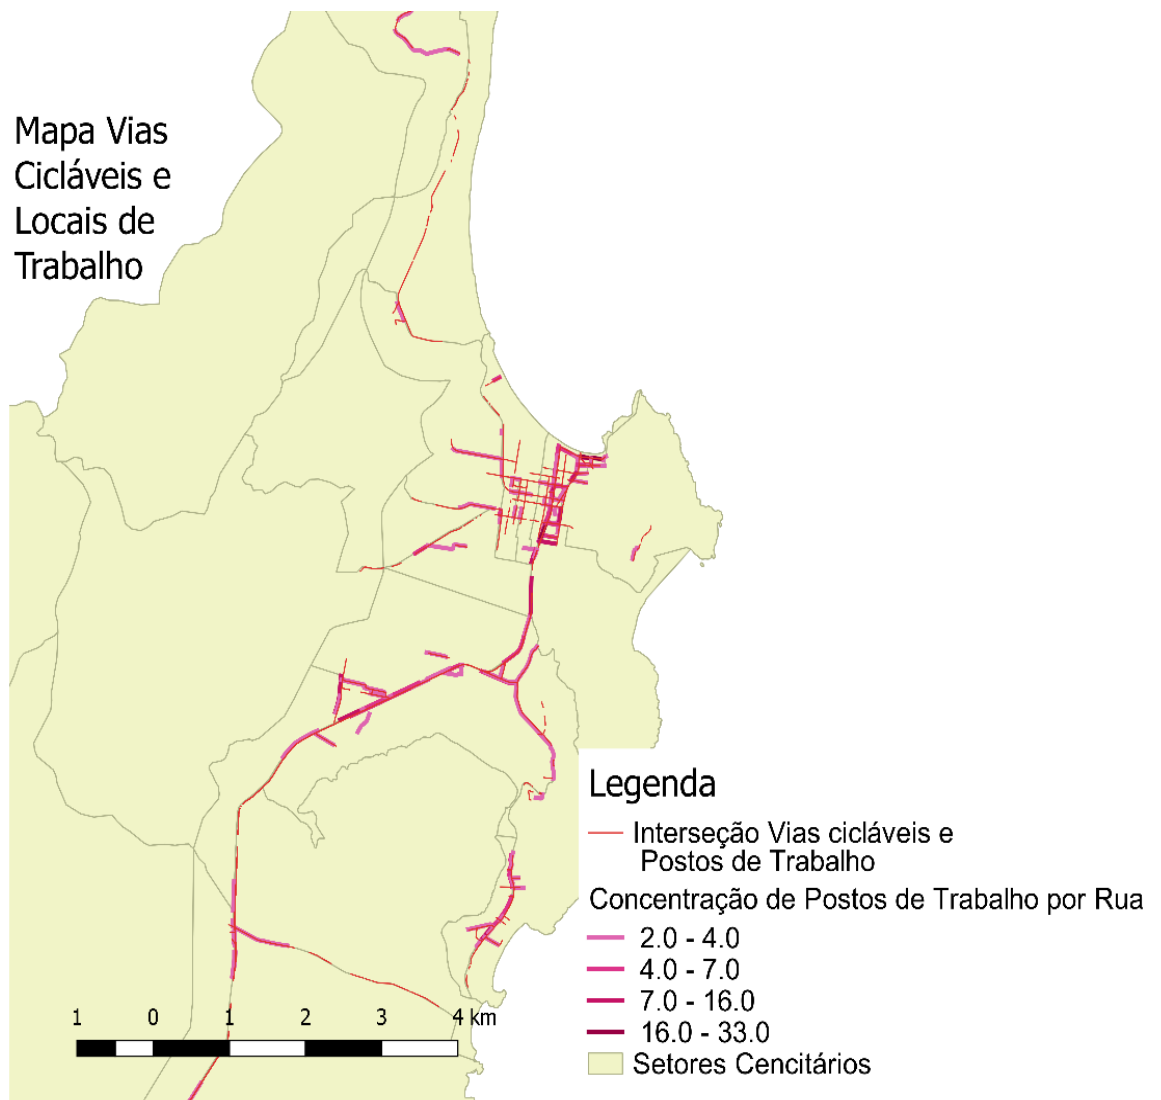 Mapa Vias
Cicláveis e
Locais de
Trabalho
Legenda
Interseção Vias cicláveis e
Postos de Trabalho
Concentração de Postos de Trabalho por Rua
2.0 - 4.0
4.0 - 7.0
7.0 - 16.0
16.0 - 33.0
Setores Cencitários
1 0 1 2 3 4 km